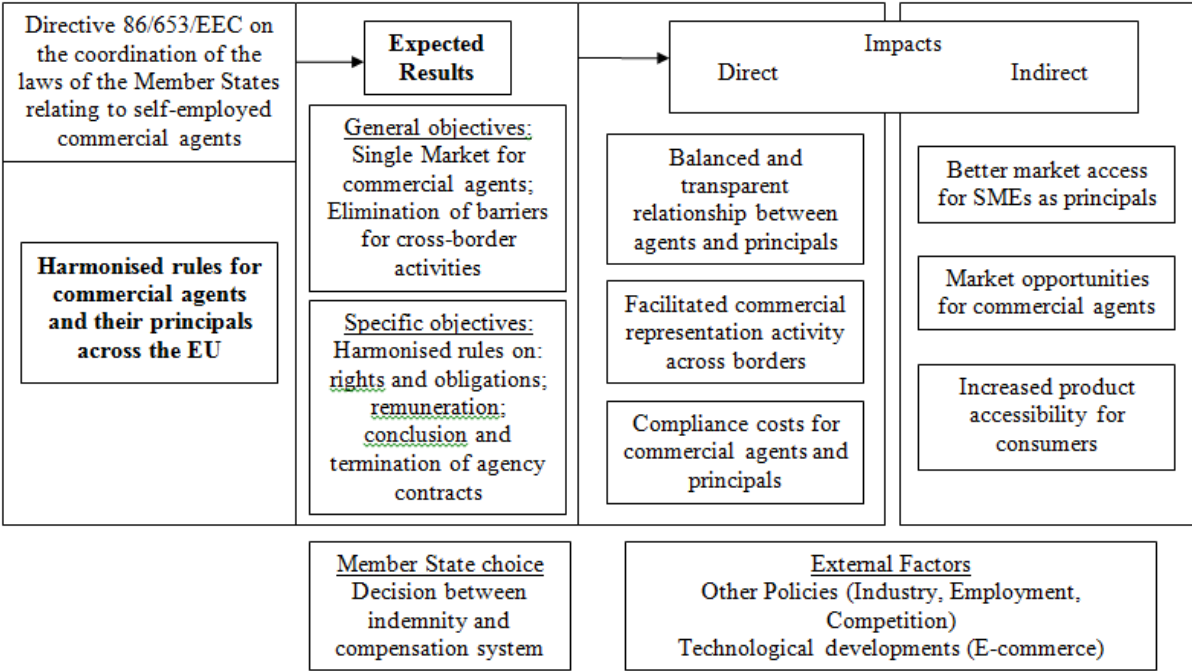 Directive 86/653/EEC on
the coordination of the
laws of the Member States
relating to self-employed
commercial agents
Harmonised rules for
commercial agents
and their principals
across the EU
Expected
Results
General objectives:
Single Market for
commercial agents;
Elimination of barriers
for cross-border
activities
Specific objectives:
Harmonised rules on:
rights and obligations;
remuneration;
conclusion and
termination of agency
contracts
Impacts
Direct
Indirect
Balanced and
transparent
relationship between
agents and principals
Facilitated commercial
representation activity
across borders
Compliance costs for
commercial agents and
principals
Better market access
for SMEs as principals
Market opportunities
for commercial agents
Increased product
accessibility for
consumers
Member State choice
Decision between
indemnity and
compensation system
External Factors
Other Policies (Industry, Employment,
Competition)
Technological developments (E-commerce)